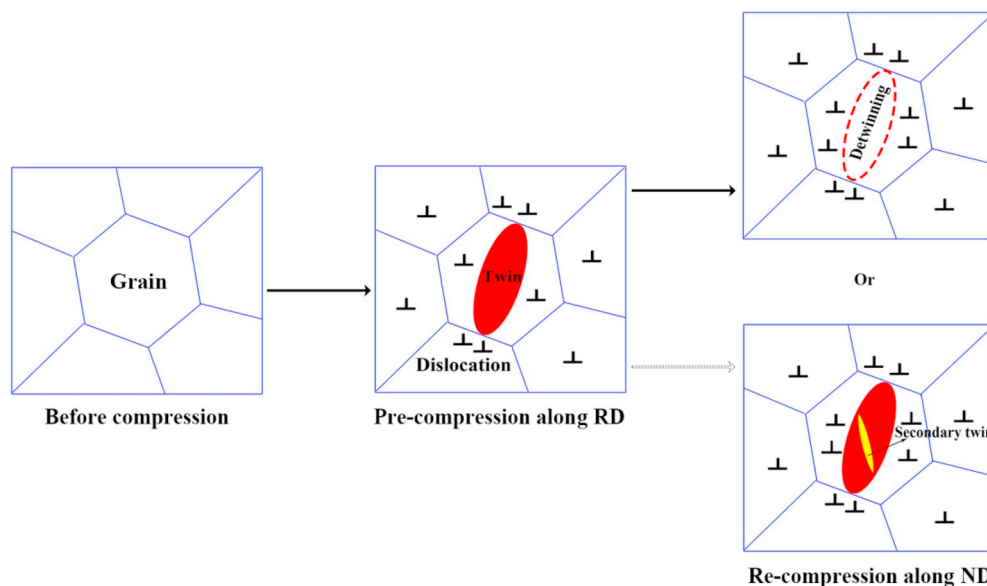 Grain
Before compression
Twin
Dislocation
Pre-compression along RD
Detwinning
Or
Secondary twin
Re-compression along ND